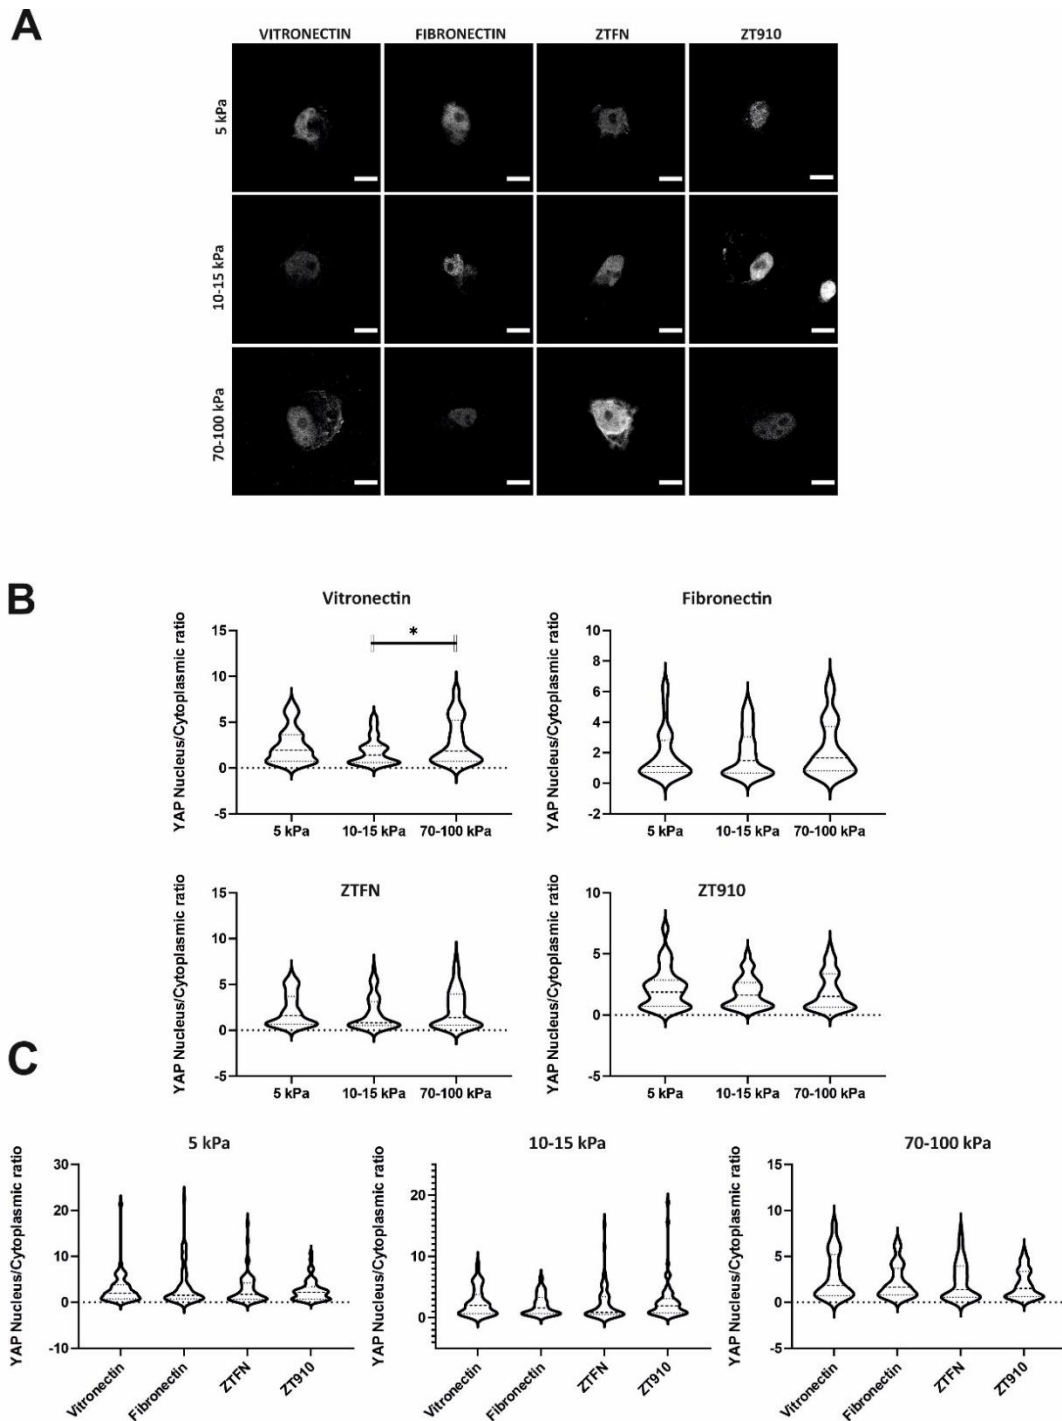 A
VITRONECTIN FIBRONECTIN ZTFN ZT910
5 kPa
10-15 kPa
70-100 kPa
B
Vitronectin
YAP Nucleus/Cytoplasmic ratio
15
10
5
0
-5
*
5 kPa 10-15 kPa 70-100 kPa
Fibronectin
YAP Nucleus/Cytoplasmic ratio
10
8
6
4
2
0
-2
5 kPa 10-15 kPa 70-100 kPa
ZTFN
YAP Nucleus/Cytoplasmic ratio
15
10
5
0
-5
5 kPa 10-15 kPa 70-100 kPa
ZT910
YAP Nucleus/Cytoplasmic ratio
10
5
0
-5
5 kPa 10-15 kPa 70-100 kPa
C
5 kPa
YAP Nucleus/Cytoplasmic ratio
30
20
10
0
-10
Vitronectin Fibronectin ZTFN ZT910
10-15 kPa
YAP Nucleus/Cytoplasmic ratio
20
10
0
Vitronectin Fibronectin ZTFN ZT910
70-100 kPa
YAP Nucleus/Cytoplasmic ratio
15
10
5
0
-5
Vitronectin Fibronectin ZTFN ZT910